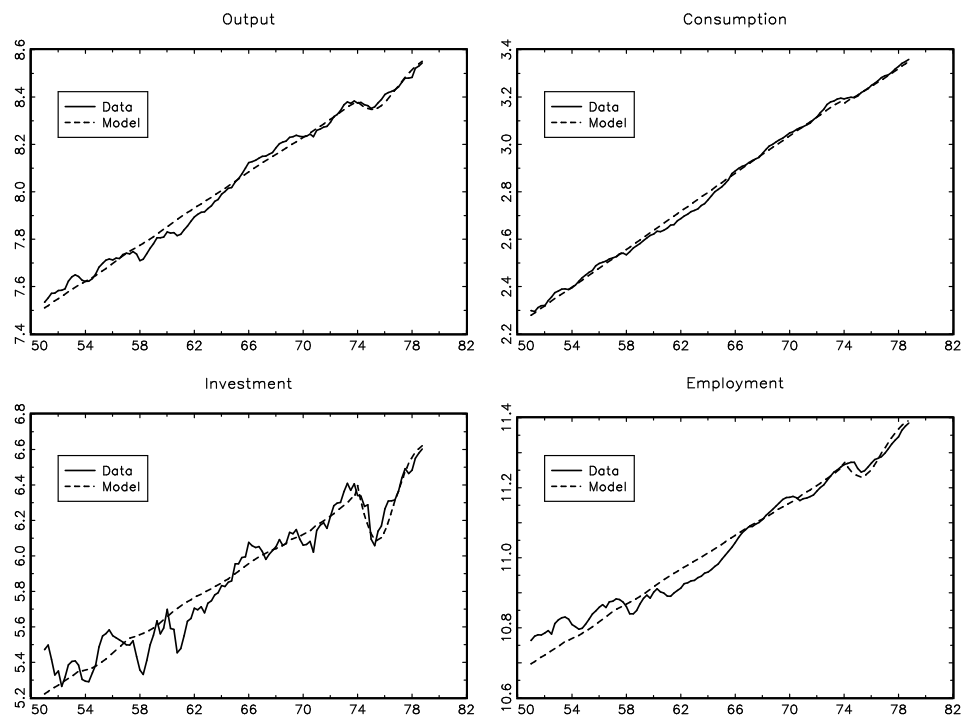 Output
8.6
8.4
8.2
8.0
7.8
7.6
7.4
Data
Model
50 54 58 62 66 70 74 78 82
Consumption
3.4
3.2
3.0
2.8
2.6
2.4
2.2
Data
Model
50 54 58 62 66 70 74 78 82
Investment
6.8
6.6
6.4
6.2
6.0
5.8
5.6
5.4
5.2
Data
Model
50 54 58 62 66 70 74 78 82
Employment
11.4
11.2
11.0
10.8
10.6
Data
Model
50 54 58 62 66 70 74 78 82